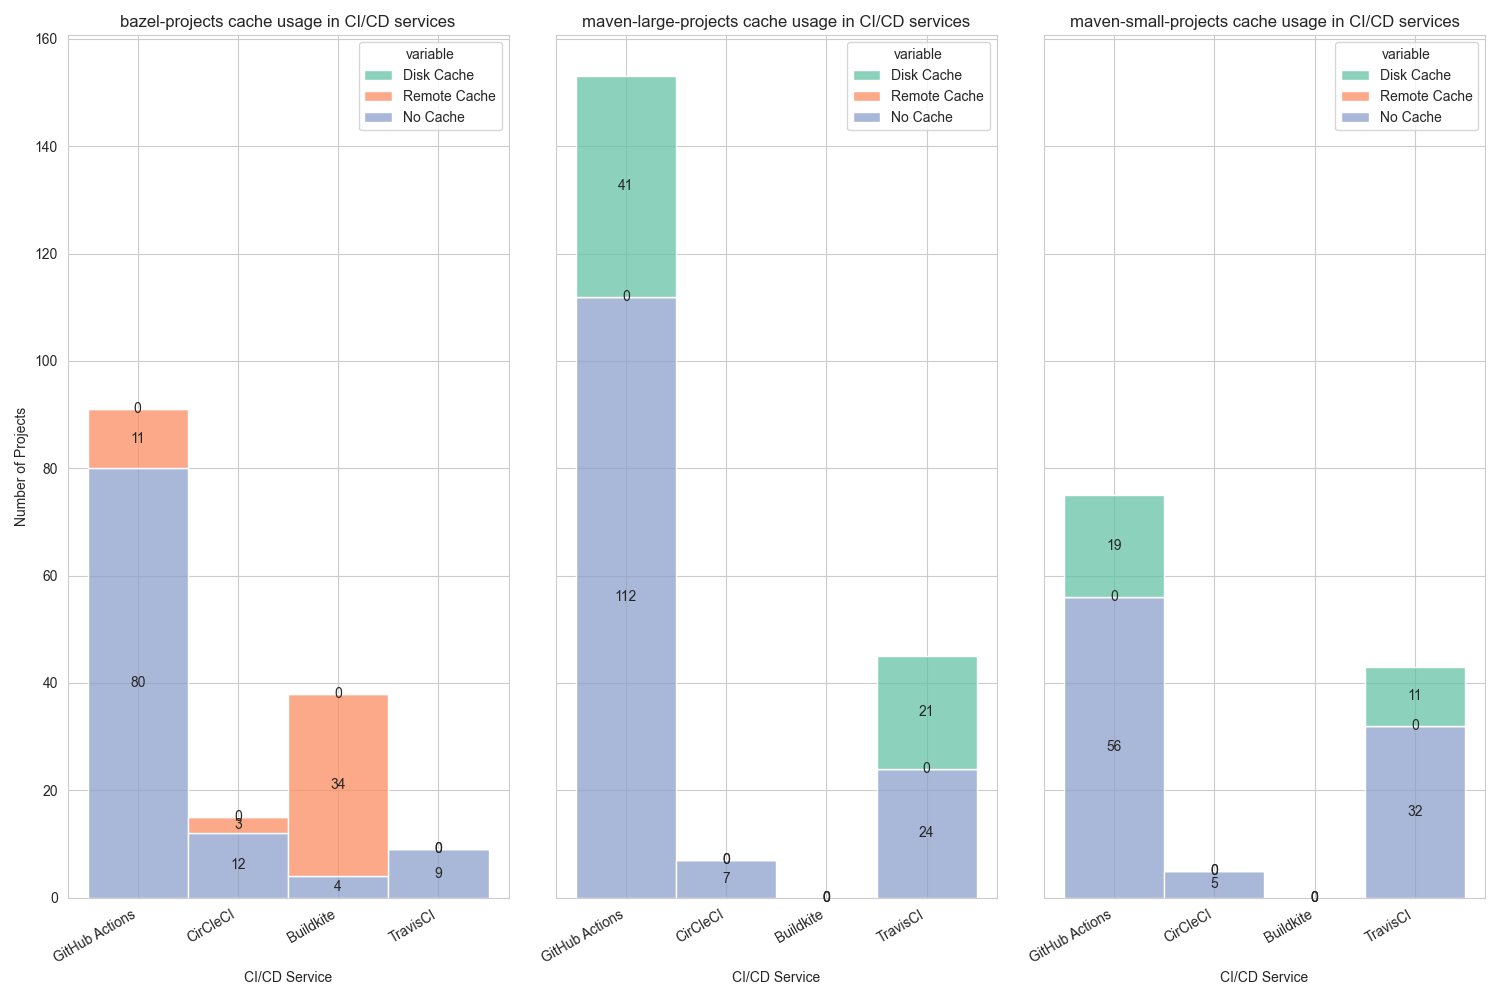 bazel-projects cache usage in CI/CD services
variable
Disk Cache
Remote Cache
No Cache
Number of Projects
160
140
120
100
80
60
40
20
0
0
11
80
0
3
12
0
34
4
0
0
9
GitHub Actions
CirCleCI
Buildkite
TravisCI
CI/CD Service
maven-large-projects cache usage in CI/CD services
variable
Disk Cache
Remote Cache
No Cache
41
0
112
0
0
7
0
0
0
21
0
24
GitHub Actions
CirCleCI
Buildkite
TravisCI
CI/CD Service
maven-small-projects cache usage in CI/CD services
variable
Disk Cache
Remote Cache
No Cache
19
0
56
0
0
5
0
0
0
11
0
32
GitHub Actions
CirCleCI
Buildkite
TravisCI
CI/CD Service